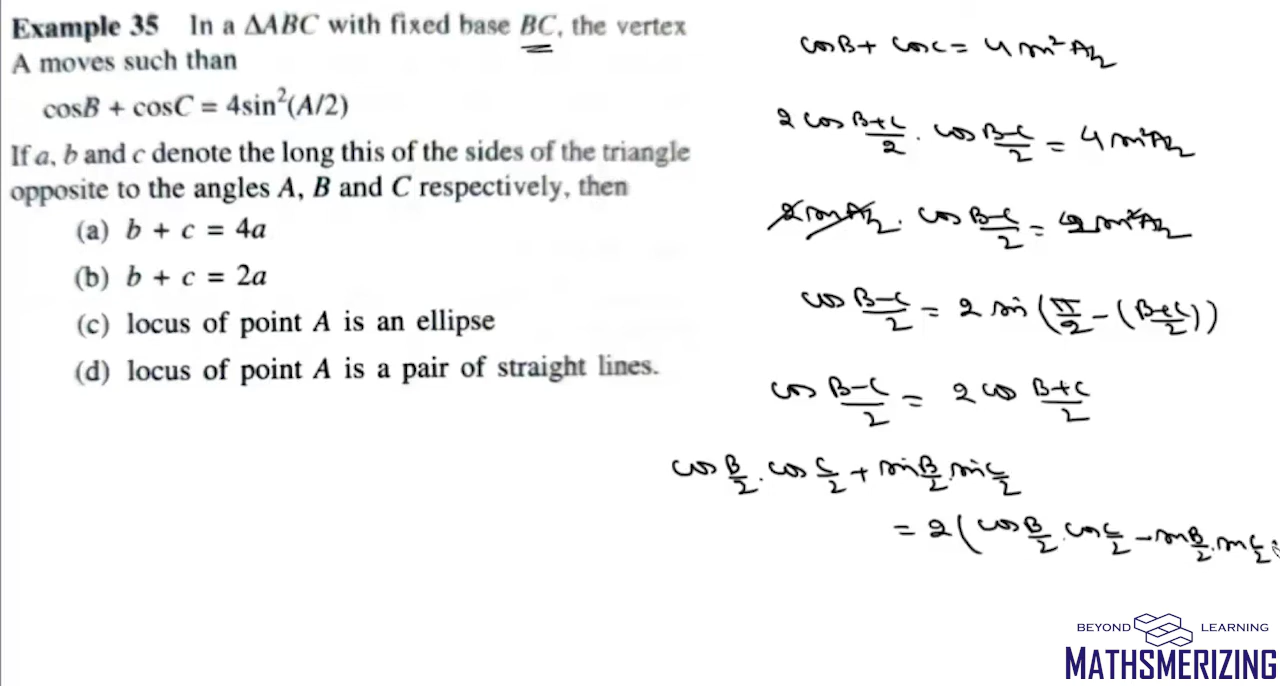 Example 35 In a ΔABC with fixed base BC, the vertex
A moves such than
cosB + cosC = 4sin²(A/2)
If a, b and c denote the long this of the sides of the triangle
opposite to the angles A, B and C respectively, then
(a) b + c = 4a
(b) b + c = 2a
(c) locus of point A is an ellipse
(d) locus of point A is a pair of straight lines.
cosB + cosC = 4 sin² A/2
2 cos B+C/2 . cos B-C/2 = 4 sin² A/2
2 sin A/2 . cos B-C/2 = 4 sin² A/2
cos B-C/2 = 2 sin (π/2 - (B+C/2))
cos B-C/2 = 2 cos B+C/2
cos B/2 . cos C/2 + sin B/2 . sin C/2
= 2 (cos B/2 . cos C/2 - sin B/2 . sin C/2
BEYOND LEARNING
MATHSMERIZING